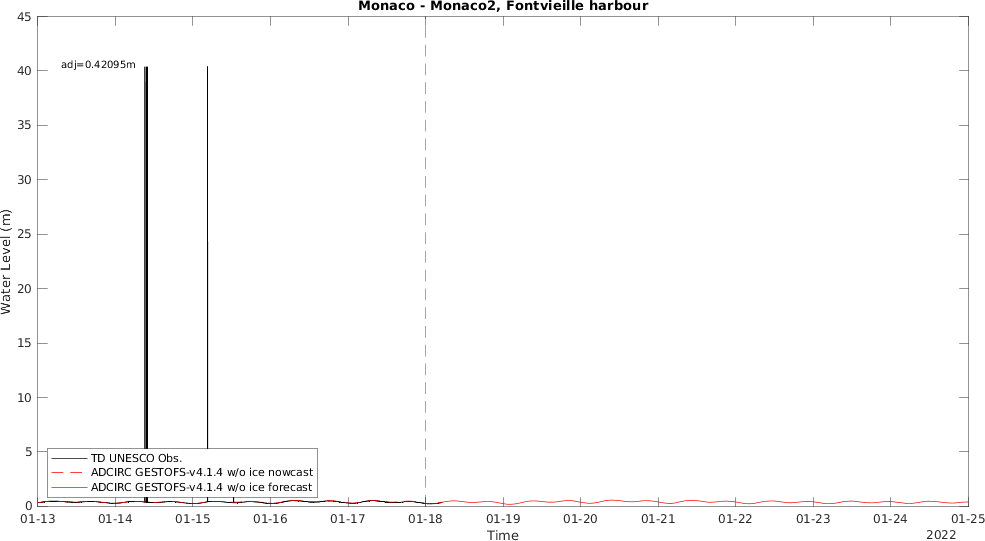 Monaco - Monaco2, Fontvieille harbour
45
40
35
30
25
20
15
10
5
0
Water Level (m)
adj=0.42095m
TD UNESCO Obs.
ADCIRC GESTOFS-v4.1.4 w/o ice nowcast
ADCIRC GESTOFS-v4.1.4 w/o ice forecast
01-13 01-14 01-15 01-16 01-17 01-18 01-19 01-20 01-21 01-22 01-23 01-24 01-25
Time
2022